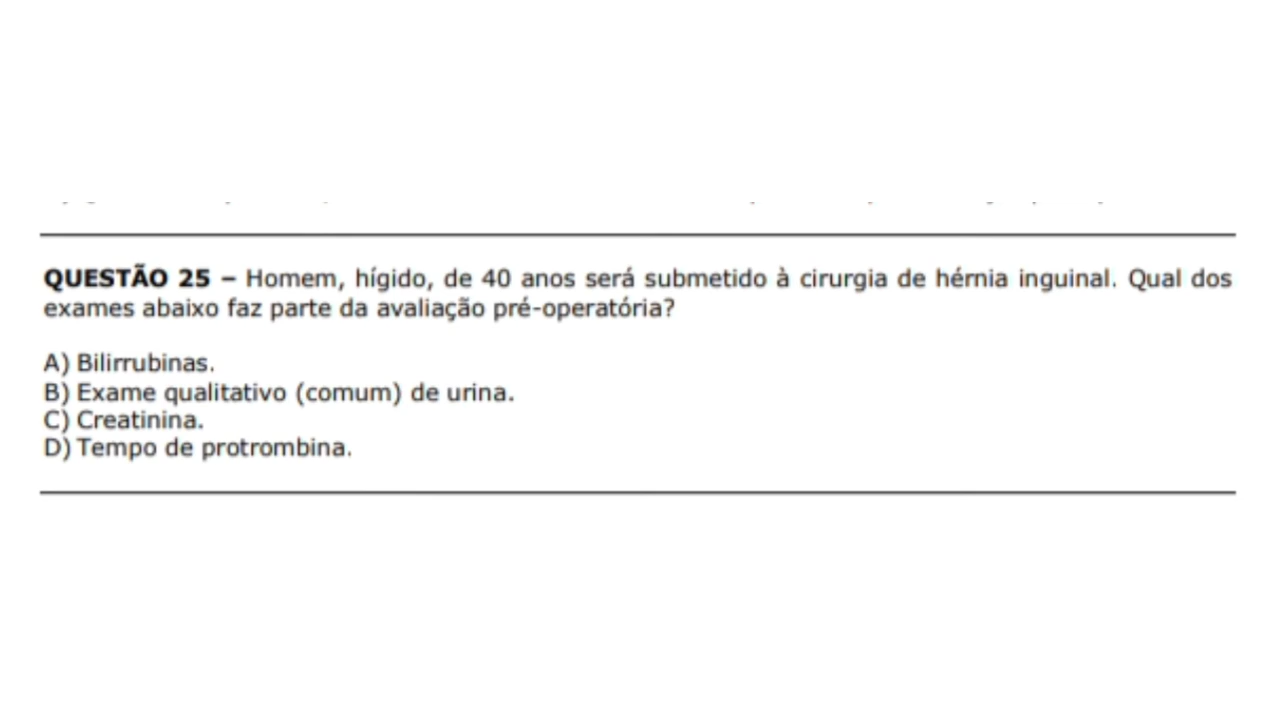 QUESTÃO 25 – Homem, hígido, de 40 anos será submetido à cirurgia de hérnia inguinal. Qual dos
exames abaixo faz parte da avaliação pré-operatória?
A) Bilirrubinas.
B) Exame qualitativo (comum) de urina.
C) Creatinina.
D) Tempo de protrombina.